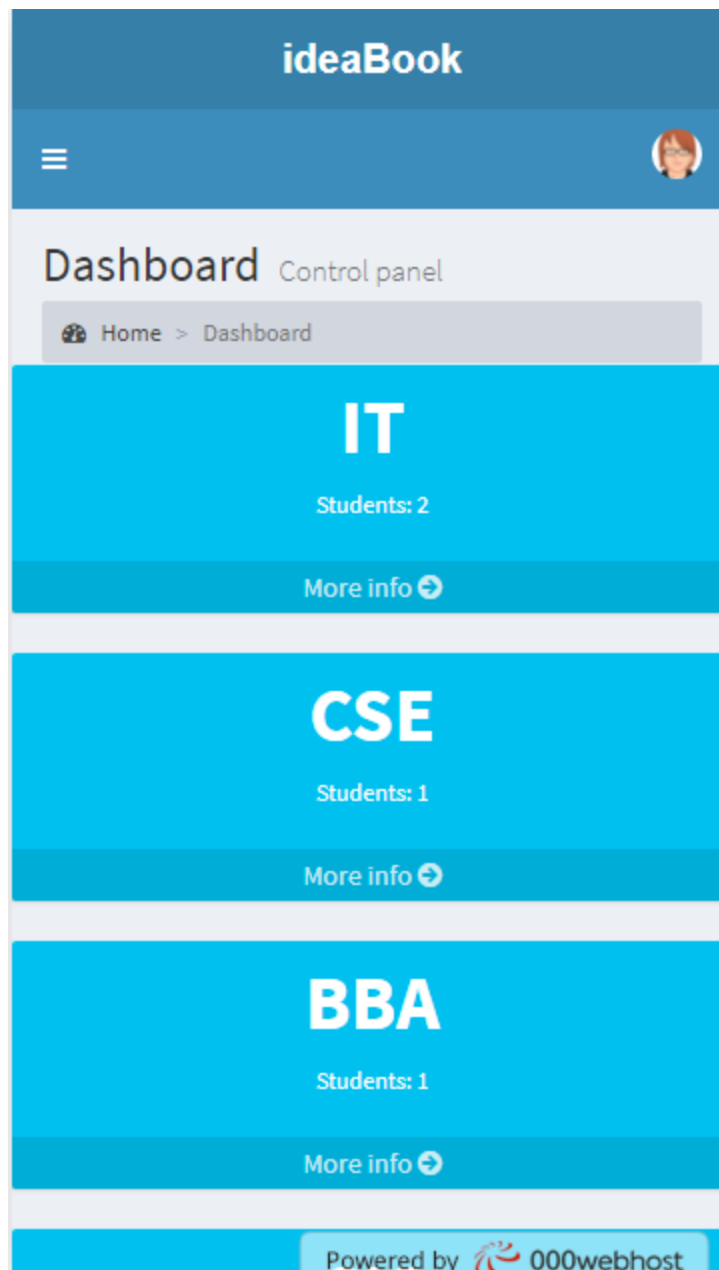 ideaBook
Dashboard Control panel
Home > Dashboard
IT
Students: 2
More info
CSE
Students: 1
More info
BBA
Students: 1
More info
Powered by 000webhost